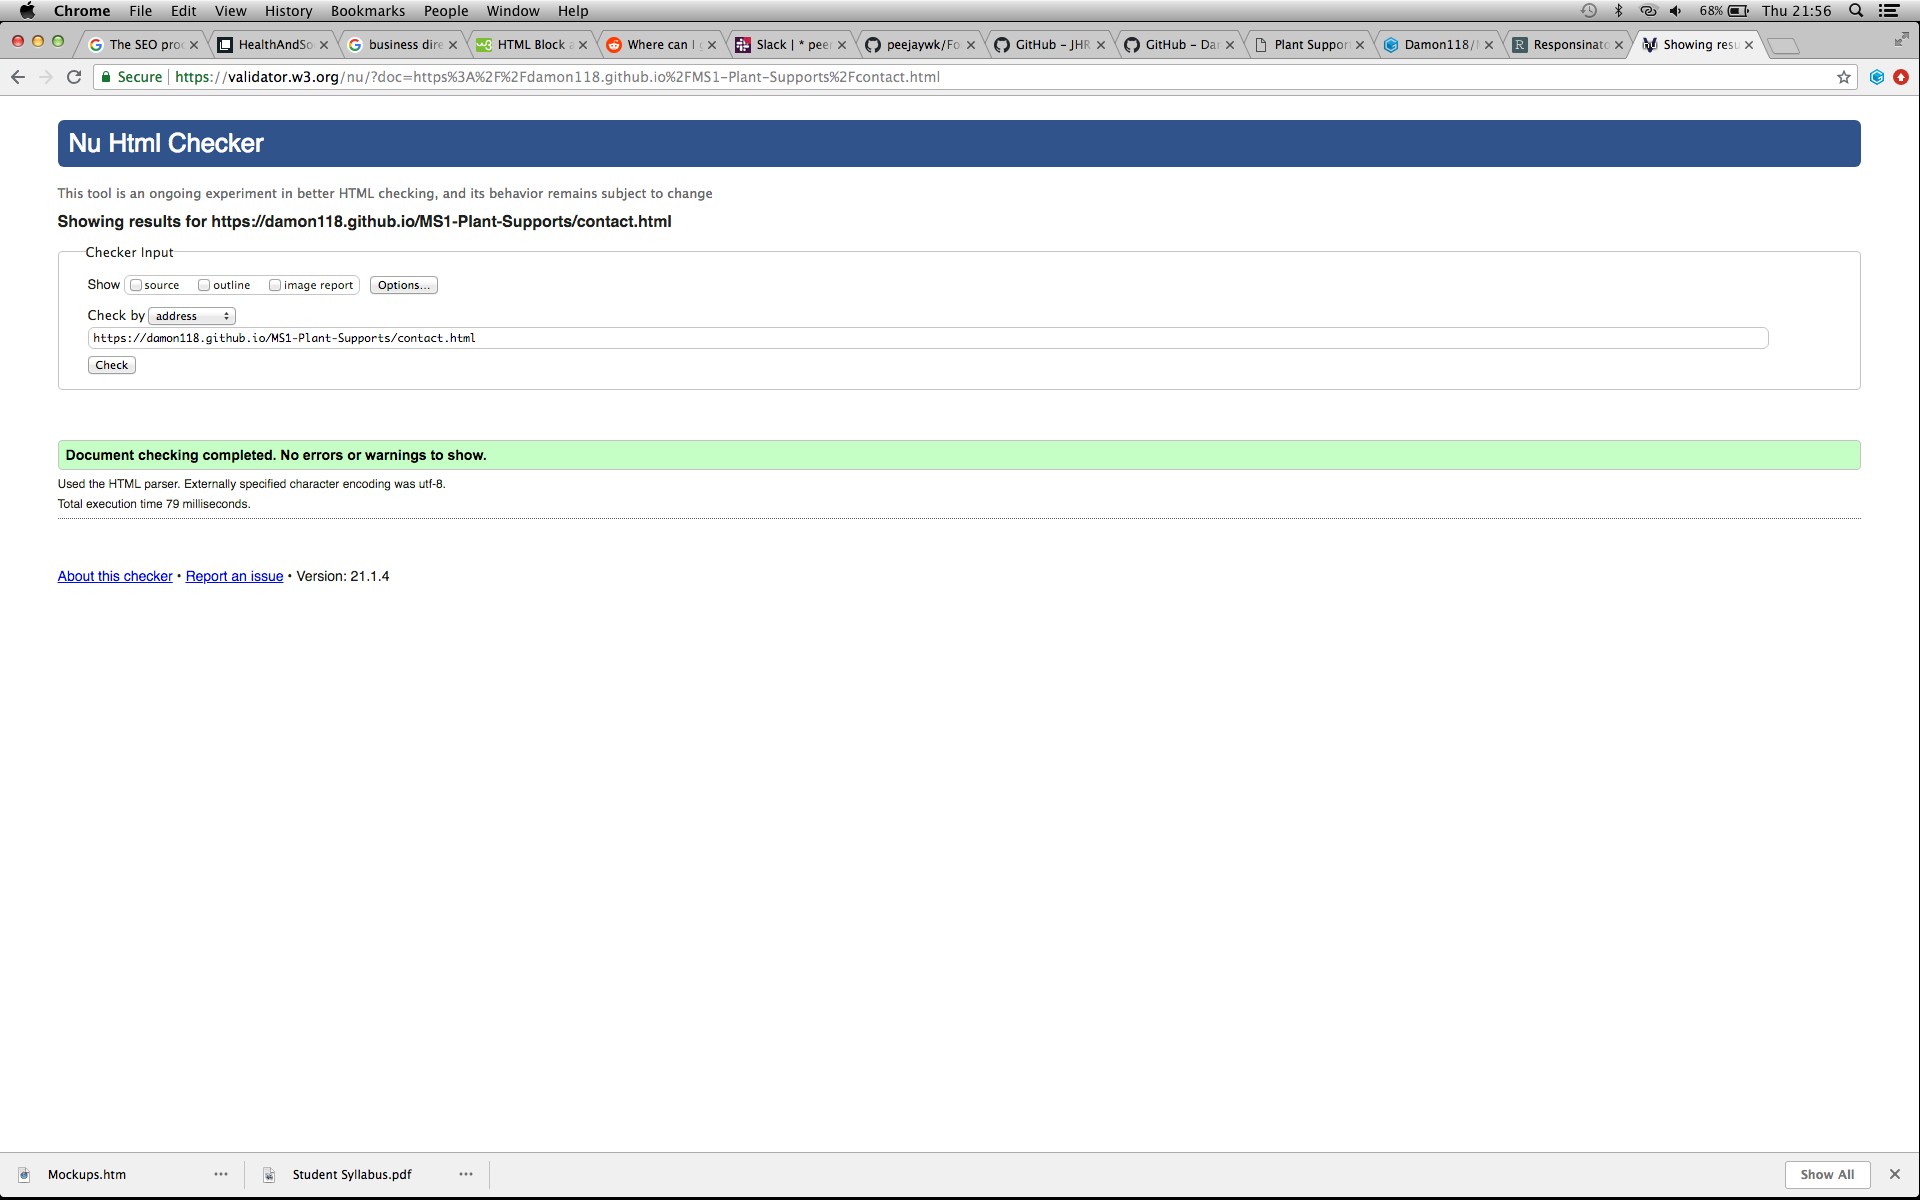 Chrome File Edit View History Bookmarks People Window Help 68% Thu 21:56
The SEO pro HealthAndSo business dire HTML Block a Where can I g Slack | * peer peejaywk/Fo GitHub - JHR GitHub - Da Plant Suppor Damon118/ Responsinato Showing resu
Secure https://validator.w3.org/nu/?doc=https%3A%2F%2Fdamon118.github.io%2FMS1-Plant-Supports%2Fcontact.html
Nu Html Checker
This tool is an ongoing experiment in better HTML checking, and its behavior remains subject to change
Showing results for https://damon118.github.io/MS1-Plant-Supports/contact.html
Checker Input
Show source outline image report Options...
Check by address
https://damon118.github.io/MS1-Plant-Supports/contact.html
Check
Document checking completed. No errors or warnings to show.
Used the HTML parser. Externally specified character encoding was utf-8.
Total execution time 79 milliseconds.
About this checker • Report an issue • Version: 21.1.4
Mockups.htm Student Syllabus.pdf Show All